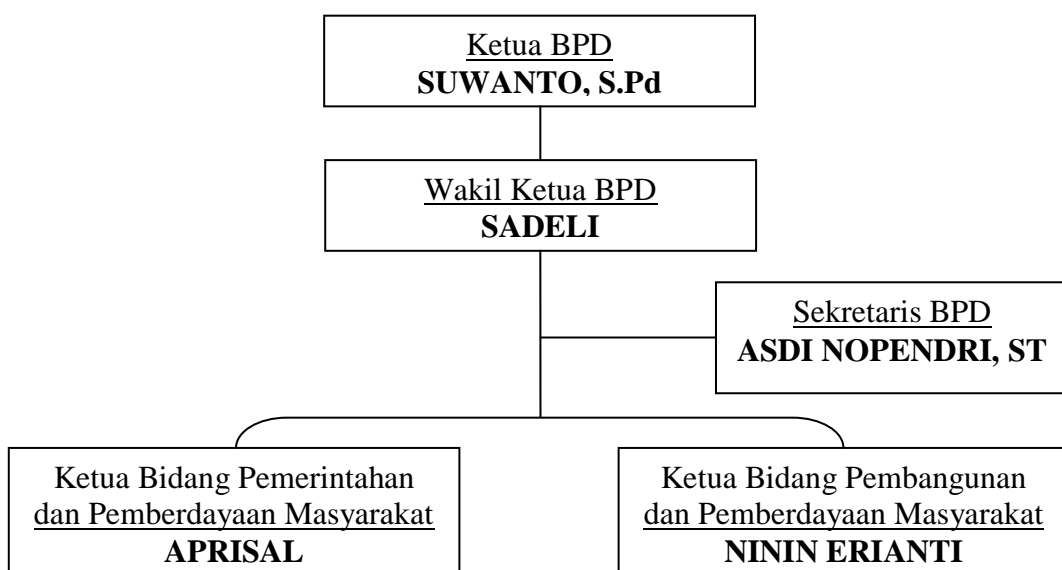 Ketua BPD
SUWANTO, S.Pd
Wakil Ketua BPD
SADELI
Sekretaris BPD
ASDI NOPENDRI, ST
Ketua Bidang Pemerintahan
dan Pemberdayaan Masyarakat
APRISAL
Ketua Bidang Pembangunan
dan Pemberdayaan Masyarakat
NININ ERIANTI